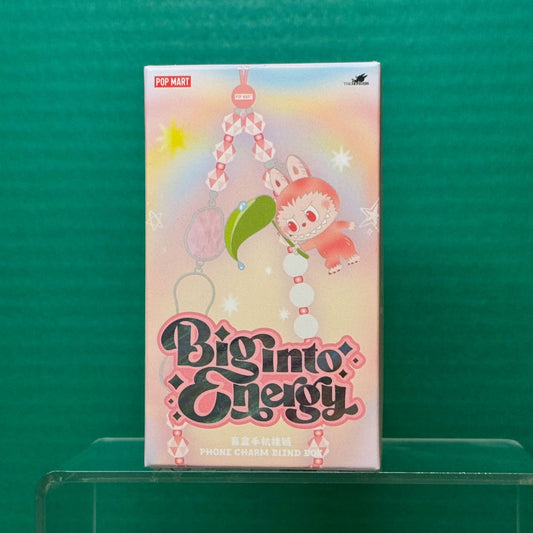 POP MART
POP MART
Big into
Energy
盲盒手机挂链
PHONE CHARM BLIND BOX